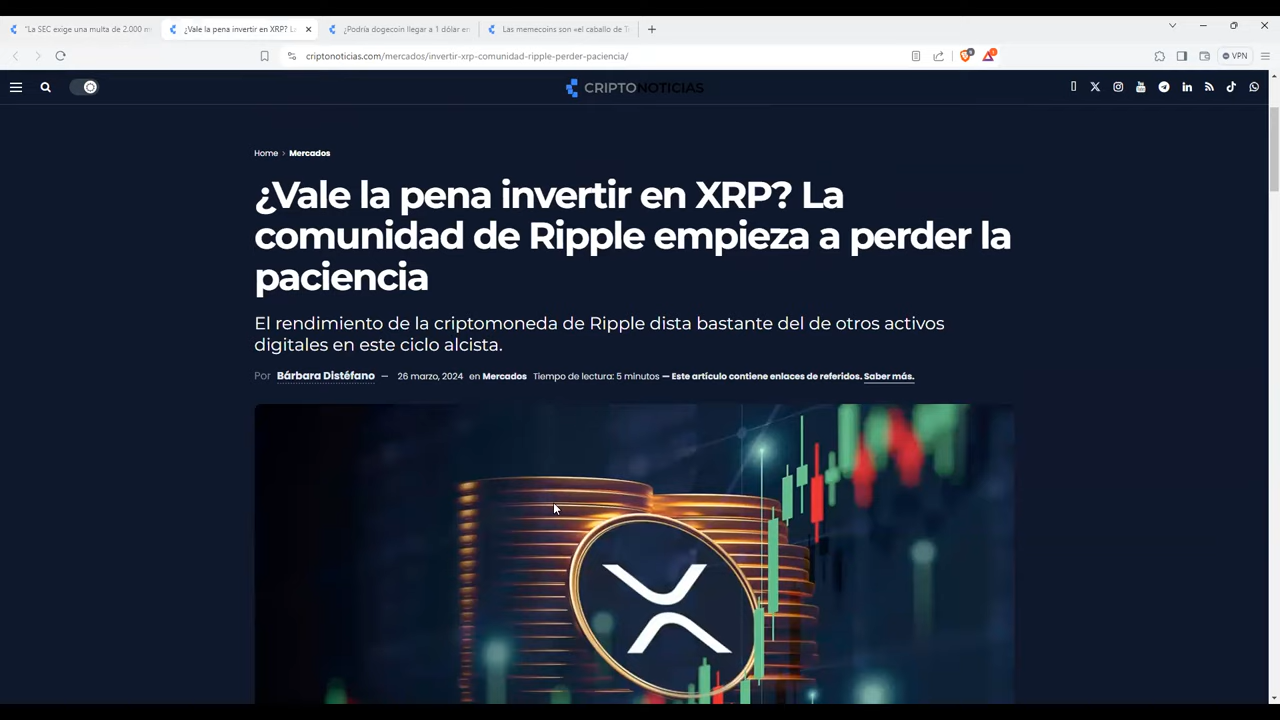 "La SEC exige una multa de 2.000 m
¿Vale la pena invertir en XRP? La
¿Podría dogecoin llegar a 1 dólar en
Las memecoins son «el caballo de T
criptonoticias.com/mercados/invertir-xrp-comunidad-ripple-perder-paciencia/
VPN
CRIPTONOTICIAS
Home > Mercados
¿Vale la pena invertir en XRP? La
comunidad de Ripple empieza a perder la
paciencia
El rendimiento de la criptomoneda de Ripple dista bastante del de otros activos
digitales en este ciclo alcista.
Por Bárbara Distéfano — 26 marzo, 2024 en Mercados Tiempo de lectura: 5 minutos — Este artículo contiene enlaces de referidos. Saber más.